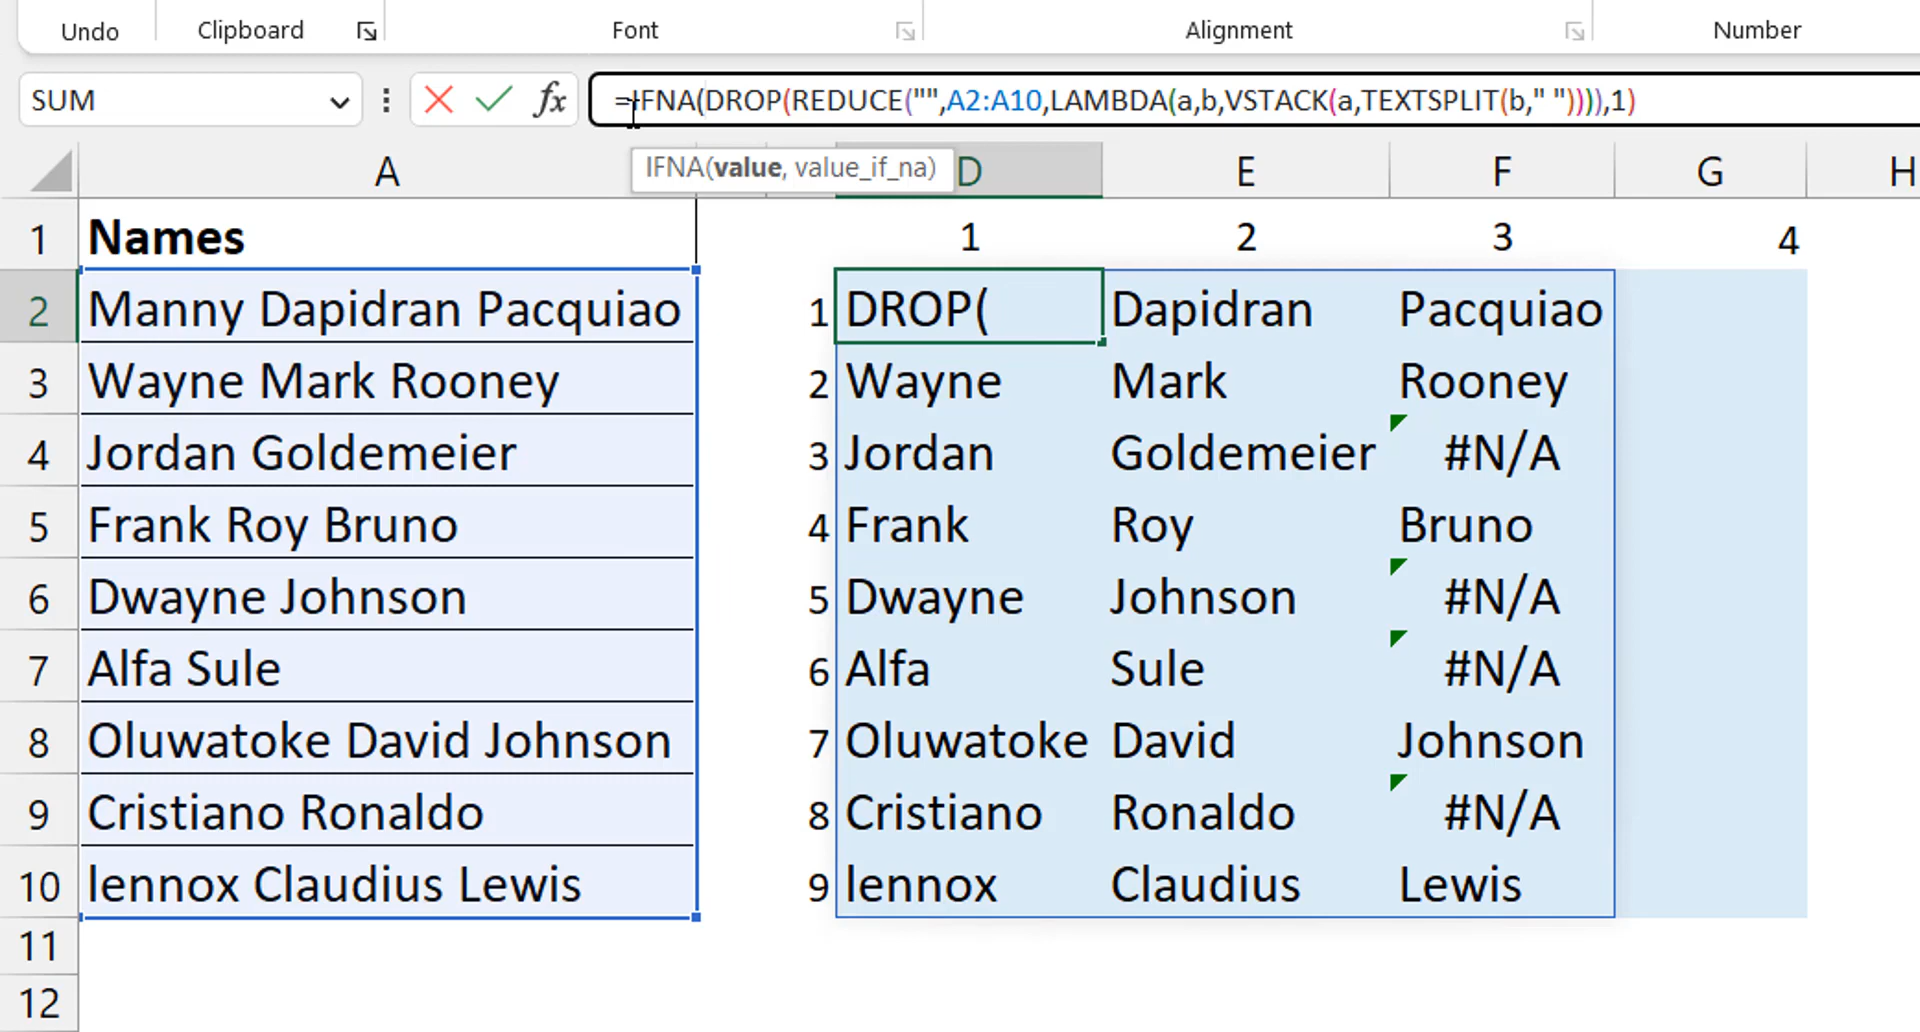 Undo Clipboard Font Alignment Number
SUM fx =IFNA(DROP(REDUCE("",A2:A10,LAMBDA(a,b,VSTACK(a,TEXTSPLIT(b," ")))),1)
IFNA(value, value_if_na)
A D E F G H
1 Names 1 2 3 4
2 Manny Dapidran Pacquiao 1 DROP( Dapidran Pacquiao
3 Wayne Mark Rooney 2 Wayne Mark Rooney
4 Jordan Goldemeier 3 Jordan Goldemeier #N/A
5 Frank Roy Bruno 4 Frank Roy Bruno
6 Dwayne Johnson 5 Dwayne Johnson #N/A
7 Alfa Sule 6 Alfa Sule #N/A
8 Oluwatoke David Johnson 7 Oluwatoke David Johnson
9 Cristiano Ronaldo 8 Cristiano Ronaldo #N/A
10 lennox Claudius Lewis 9 lennox Claudius Lewis
11
12